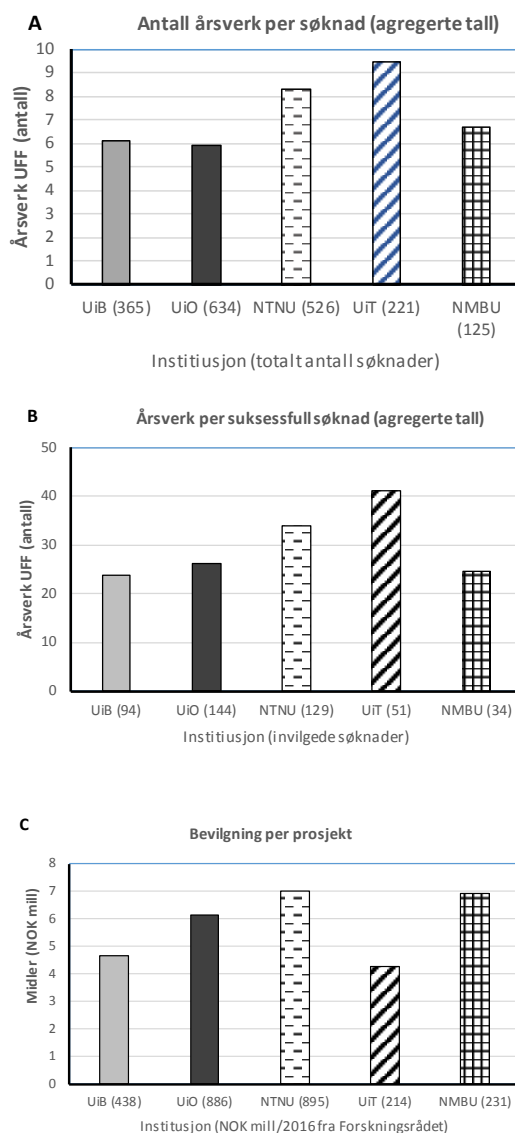 A
Antall årsverk per søknad (agregerte tall)
Årsverk UFF (antall)
10
9
8
7
6
5
4
3
2
1
0
UiB (365) UiO (634) NTNU (526) UiT (221) NMBU (125)
Institiusjon (totalt antall søknader)
B
Årsverk per suksessfull søknad (agregerte tall)
Årsverk UFF (antall)
50
40
30
20
10
0
UiB (94) UiO (144) NTNU (129) UiT (51) NMBU (34)
Institiusjon (invilgede søknader)
C
Bevilgning per prosjekt
Midler (NOK mill)
8
7
6
5
4
3
2
1
0
UiB (438) UiO (886) NTNU (895) UiT (214) NMBU (231)
Institiusjon (NOK mill/2016 fra Forskningsrådet)